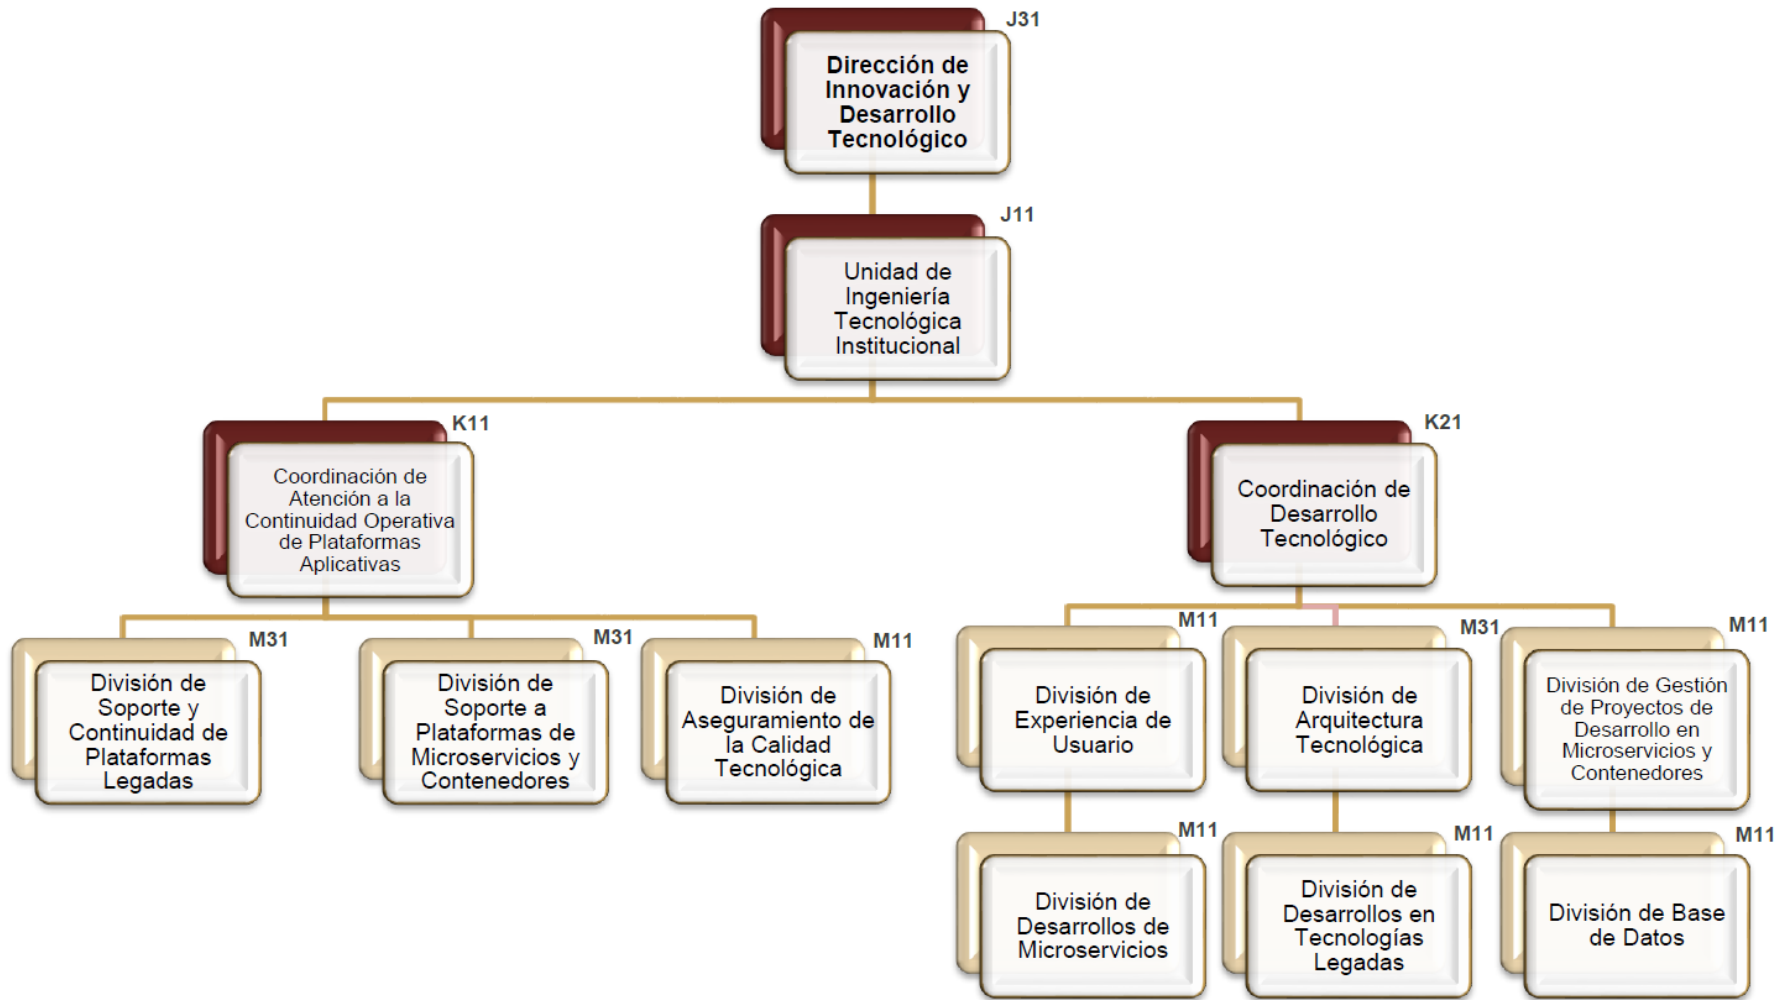 J31
Dirección de
Innovación y
Desarrollo
Tecnológico
J11
Unidad de
Ingeniería
Tecnológica
Institucional
K11
Coordinación de
Atención a la
Continuidad Operativa
de Plataformas
Aplicativas
K21
Coordinación de
Desarrollo
Tecnológico
M31
División de
Soporte y
Continuidad de
Plataformas
Legadas
M31
División de
Soporte a
Plataformas de
Microservicios y
Contenedores
M11
División de
Aseguramiento de
la Calidad
Tecnológica
M11
División de
Experiencia de
Usuario
M31
División de
Arquitectura
Tecnológica
M11
División de Gestión
de Proyectos de
Desarrollo en
Microservicios y
Contenedores
M11
División de
Desarrollos de
Microservicios
M11
División de
Desarrollos en
Tecnologías
Legadas
M11
División de Base
de Datos